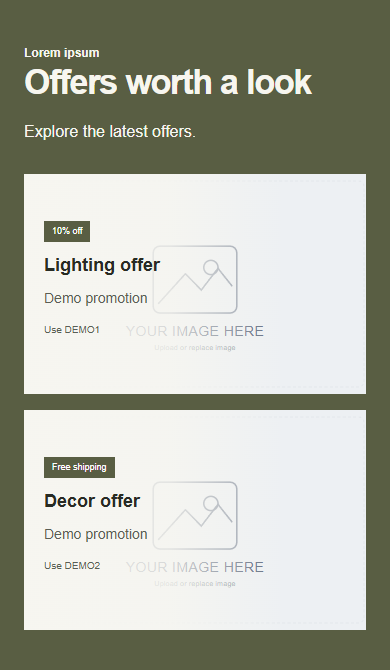 Lorem ipsum
Offers worth a look
Explore the latest offers.
10% off
Lighting offer
Demo promotion
Use DEMO1
YOUR IMAGE HERE
Upload or replace image
Free shipping
Decor offer
Demo promotion
Use DEMO2
YOUR IMAGE HERE
Upload or replace image